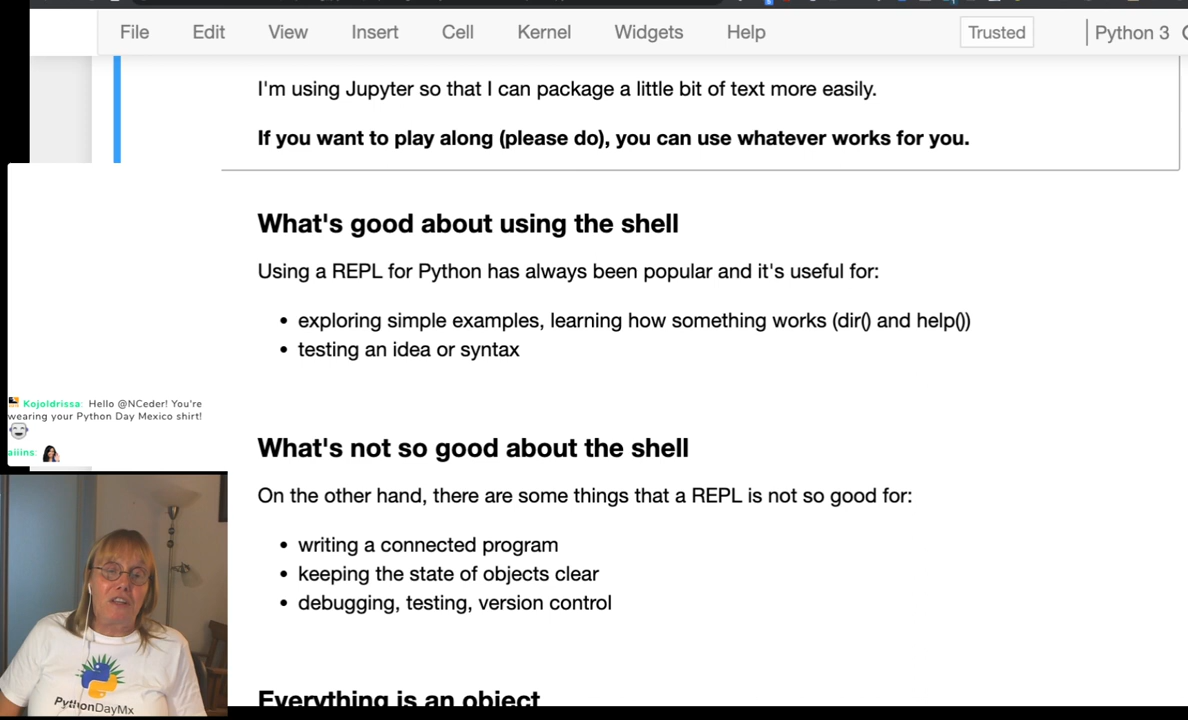 File Edit View Insert Cell Kernel Widgets Help Trusted Python 3
I'm using Jupyter so that I can package a little bit of text more easily.
If you want to play along (please do), you can use whatever works for you.
What's good about using the shell
Using a REPL for Python has always been popular and it's useful for:
• exploring simple examples, learning how something works (dir() and help())
• testing an idea or syntax
Kojoldrissa: Hello @NCeder! You're
wearing your Python Day Mexico shirt!
aiiins:
What's not so good about the shell
On the other hand, there are some things that a REPL is not so good for:
• writing a connected program
• keeping the state of objects clear
• debugging, testing, version control
PythonDayMx
Everything is an object